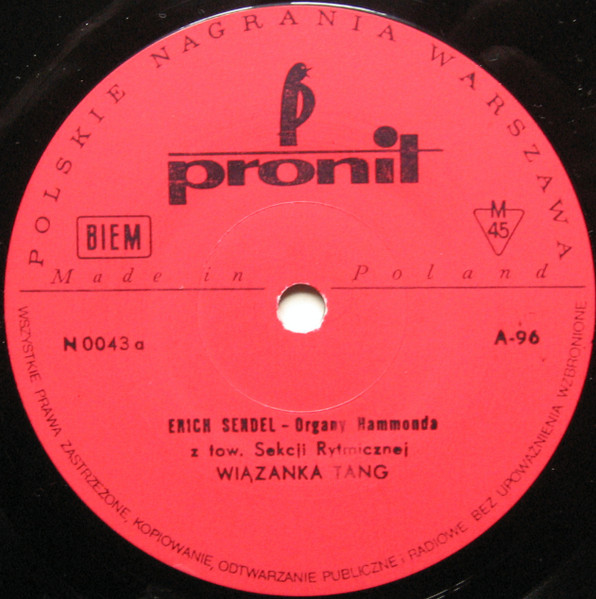 POLSKIE NAGRANIA WARSZAWA
pronit
BIEM
M
45
Made in Poland
N 0043 a
A-96
ERICH SENDEL - Organy Hammonda
z tow. Sekcji Rytmicznej
WIĄZANKA TANG
WSZYSTKIE PRAWA ZASTRZEŻONE, KOPIOWANIE, ODTWARZANIE PUBLICZNE i RADIOWE BEZ UPOWAŻNIENIA WZBRONIONE